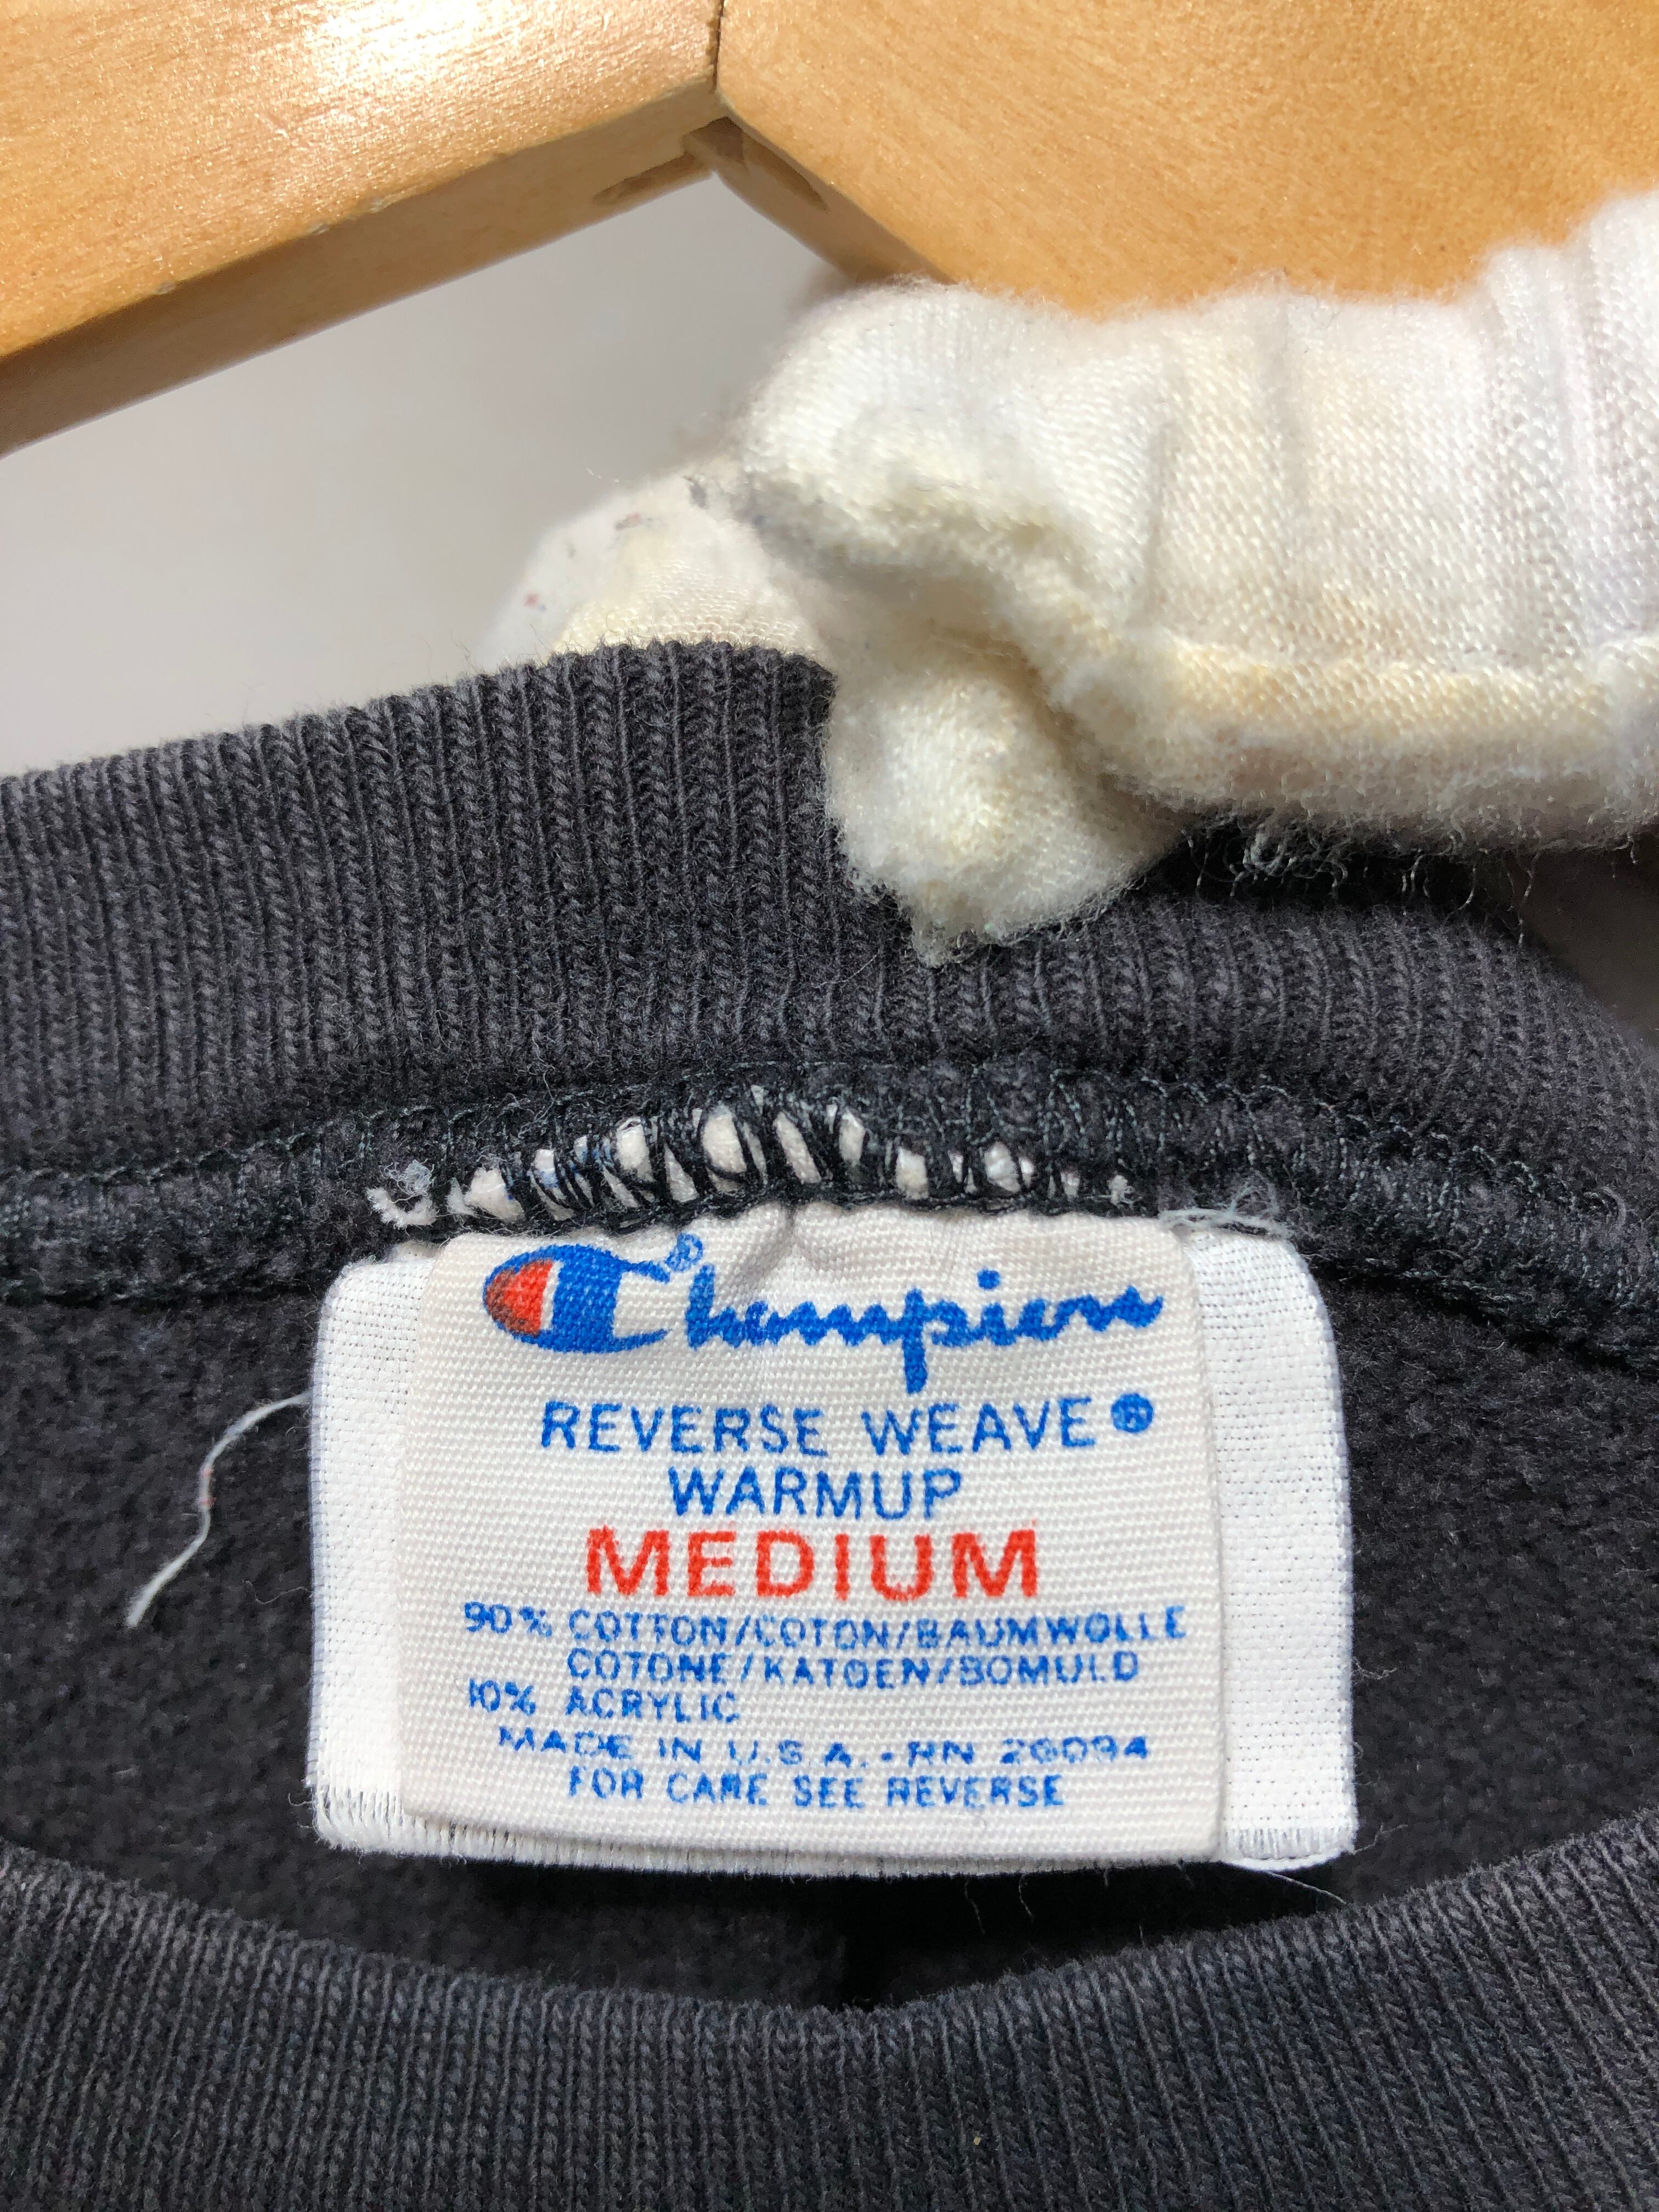 Champion®
REVERSE WEAVE®
WARMUP
MEDIUM
90% COTTON/COTON/BAUMWOLLE
COTONE/KATOEN/BOMULD
10% ACRYLIC
MADE IN U.S.A.-RN 26094
FOR CARE SEE REVERSE